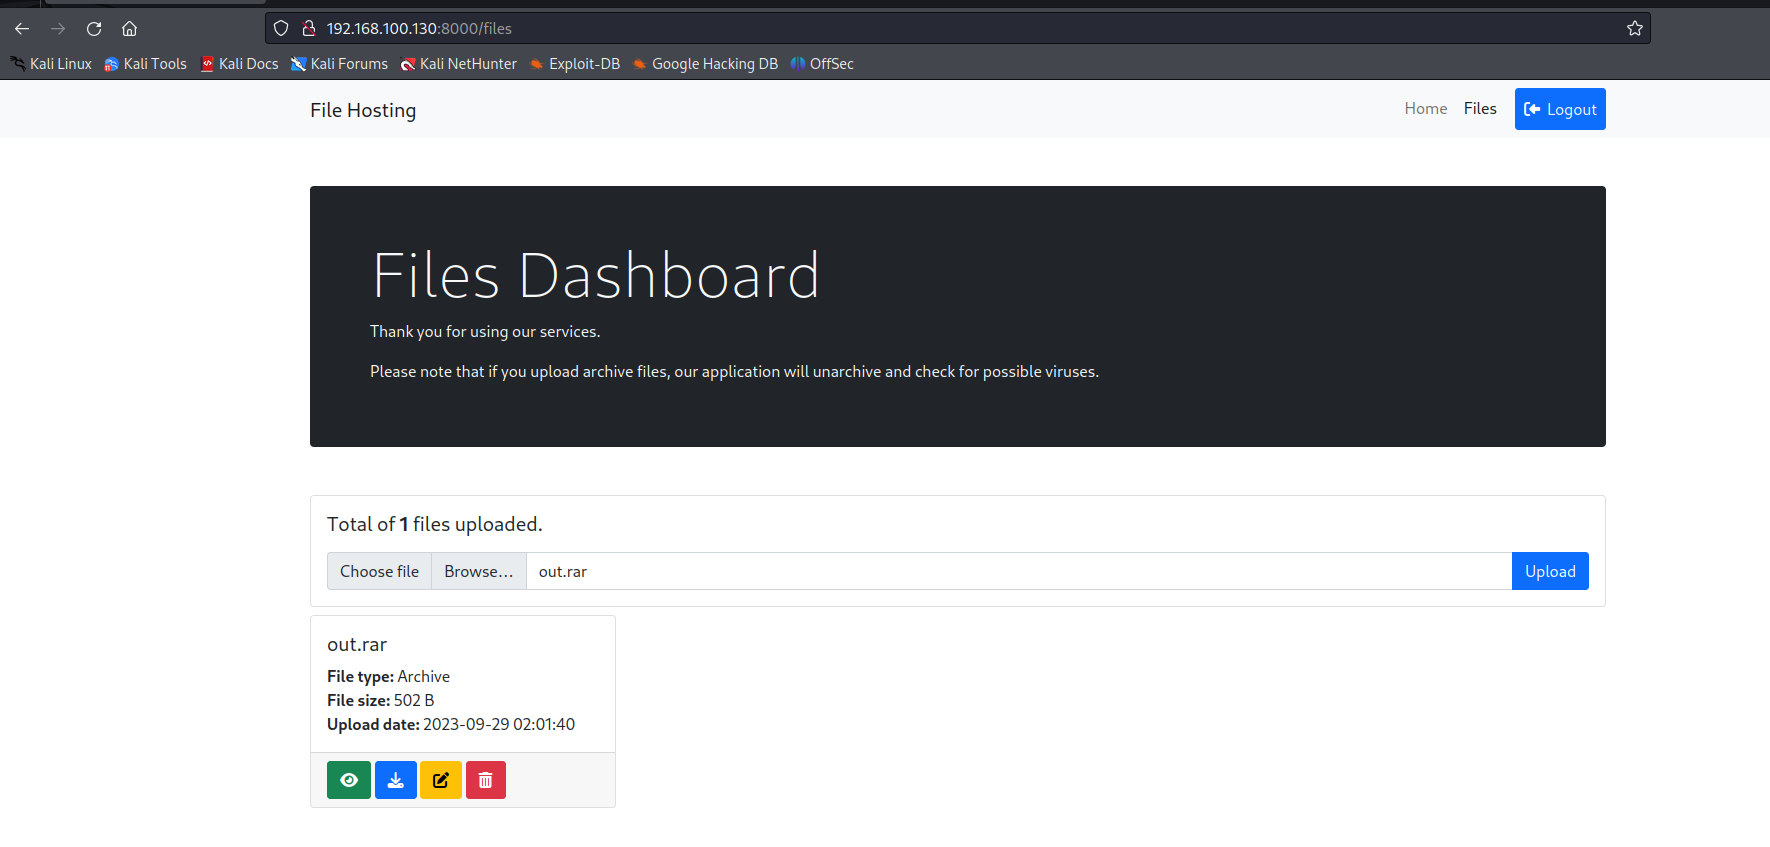 192.168.100.130:8000/files
Kali Linux Kali Tools Kali Docs Kali Forums Kali NetHunter Exploit-DB Google Hacking DB OffSec
File Hosting Home Files Logout
Files Dashboard
Thank you for using our services.
Please note that if you upload archive files, our application will unarchive and check for possible viruses.
Total of 1 files uploaded.
Choose file Browse... out.rar Upload
out.rar
File type: Archive
File size: 502 B
Upload date: 2023-09-29 02:01:40